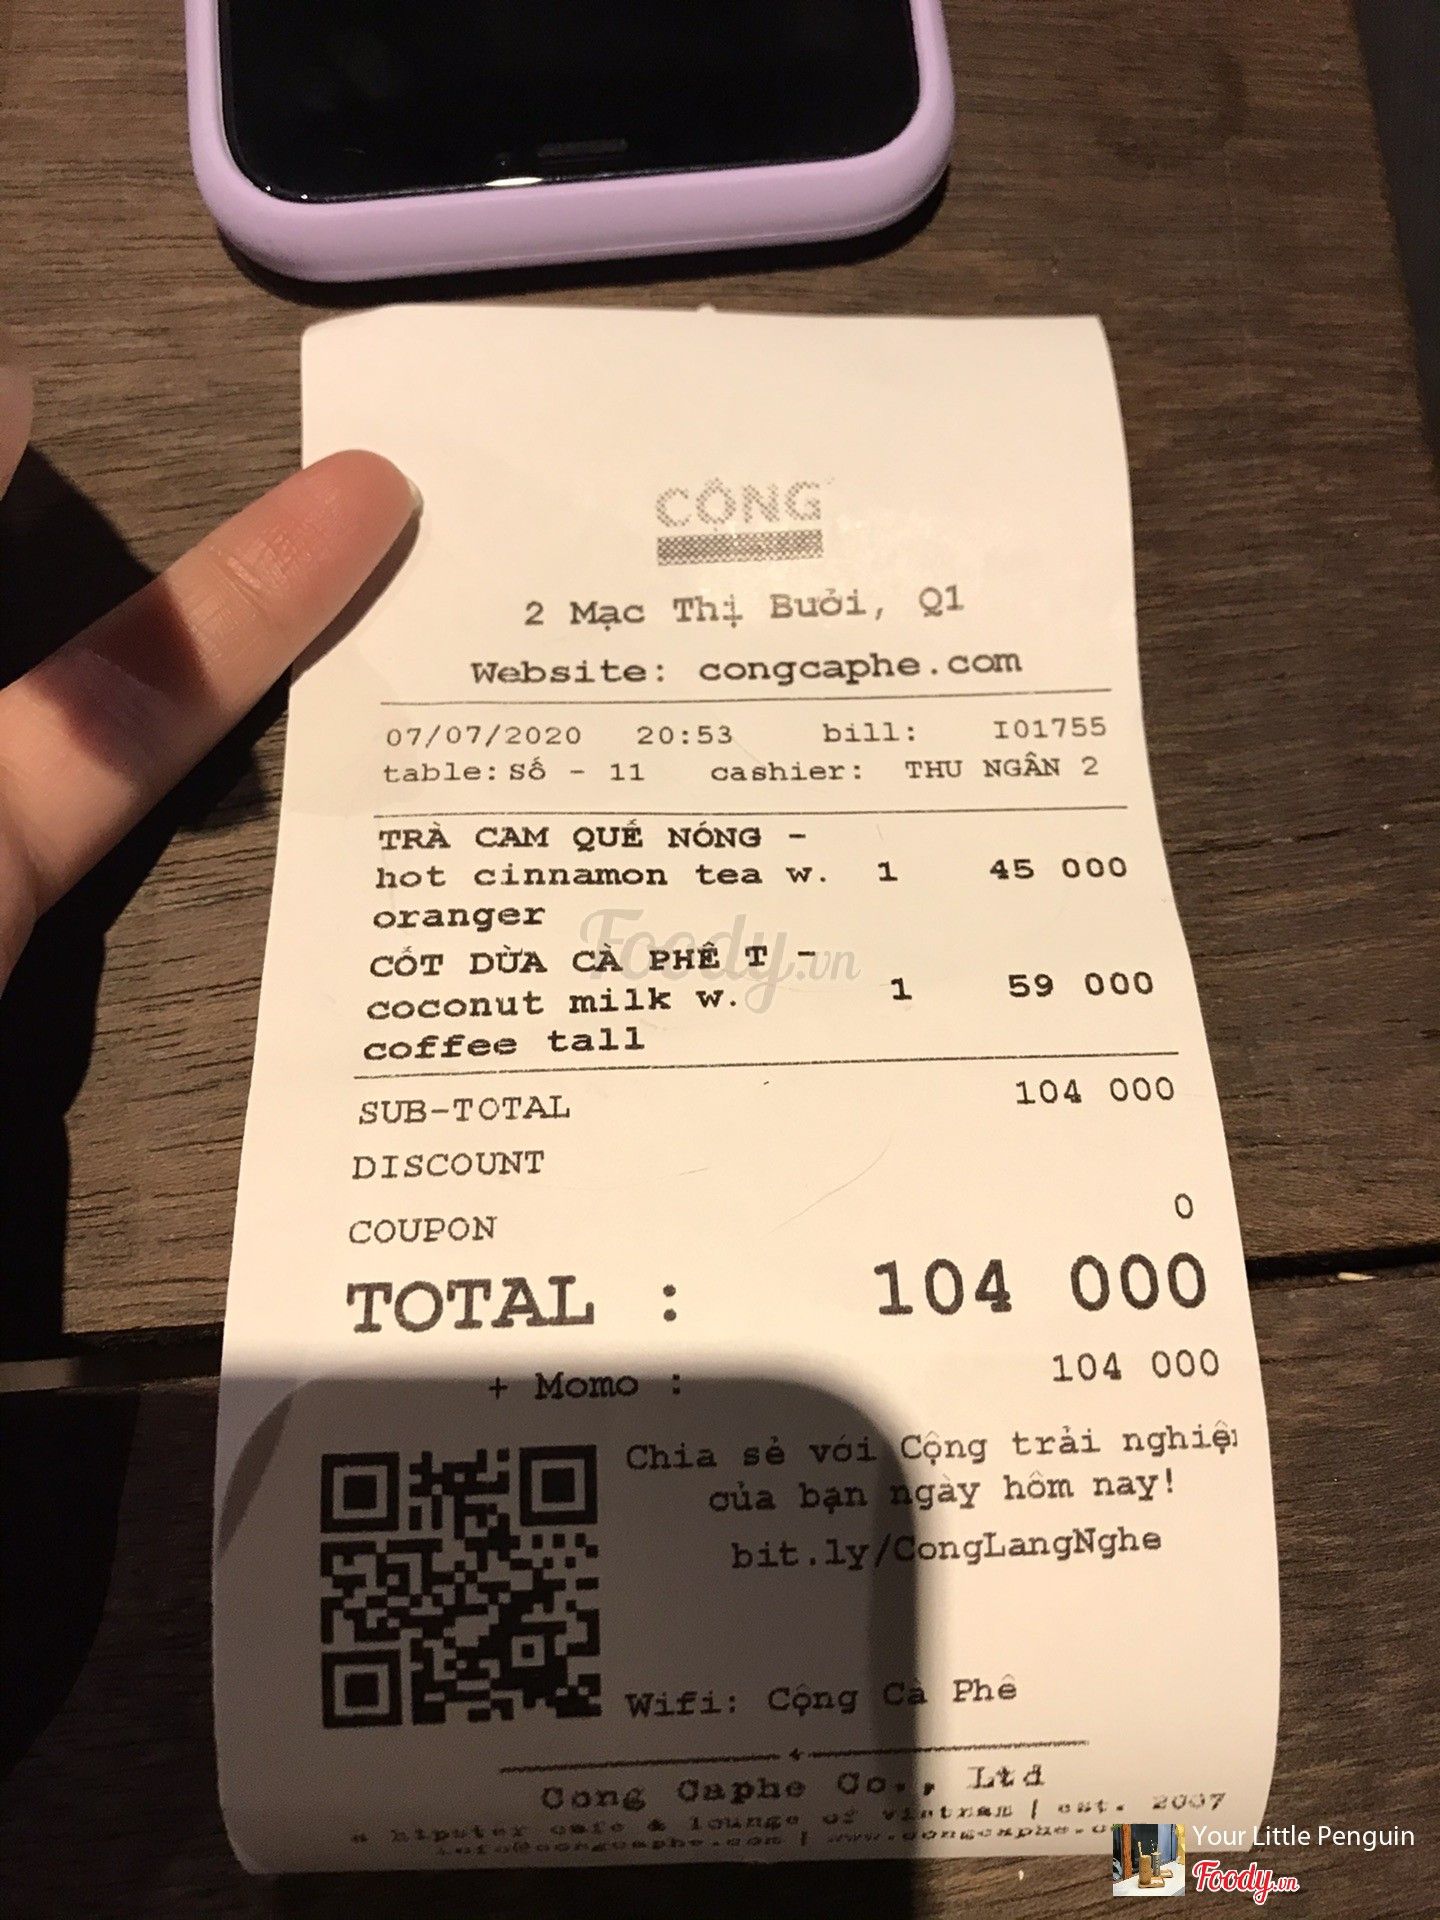 CỘNG
2 Mạc Thị Bưởi, Q1
Website: congcaphe.com
07/07/2020 20:53 bill: I01755
table: Số - 11 cashier: THU NGÂN 2
TRÀ CAM QUẾ NÓNG -
hot cinnamon tea w. 1 45 000
oranger
CỐT DỪA CÀ PHÊ T -
coconut milk w. 1 59 000
coffee tall
Foody.vn
SUB-TOTAL 104 000
DISCOUNT
COUPON 0
TOTAL : 104 000
+ Momo : 104 000
Chia sẻ với Cộng trải nghiệ
của bạn ngày hôm nay!
bit.ly/CongLangNghe
Wifi: Cộng Cà Phê
Cong Caphe Co., Ltd
a hipster cafe & lounge of vietnam | est. 2007
info@congcaphe.com | www.congcaphe.c
Your Little Penguin
Foody.vn